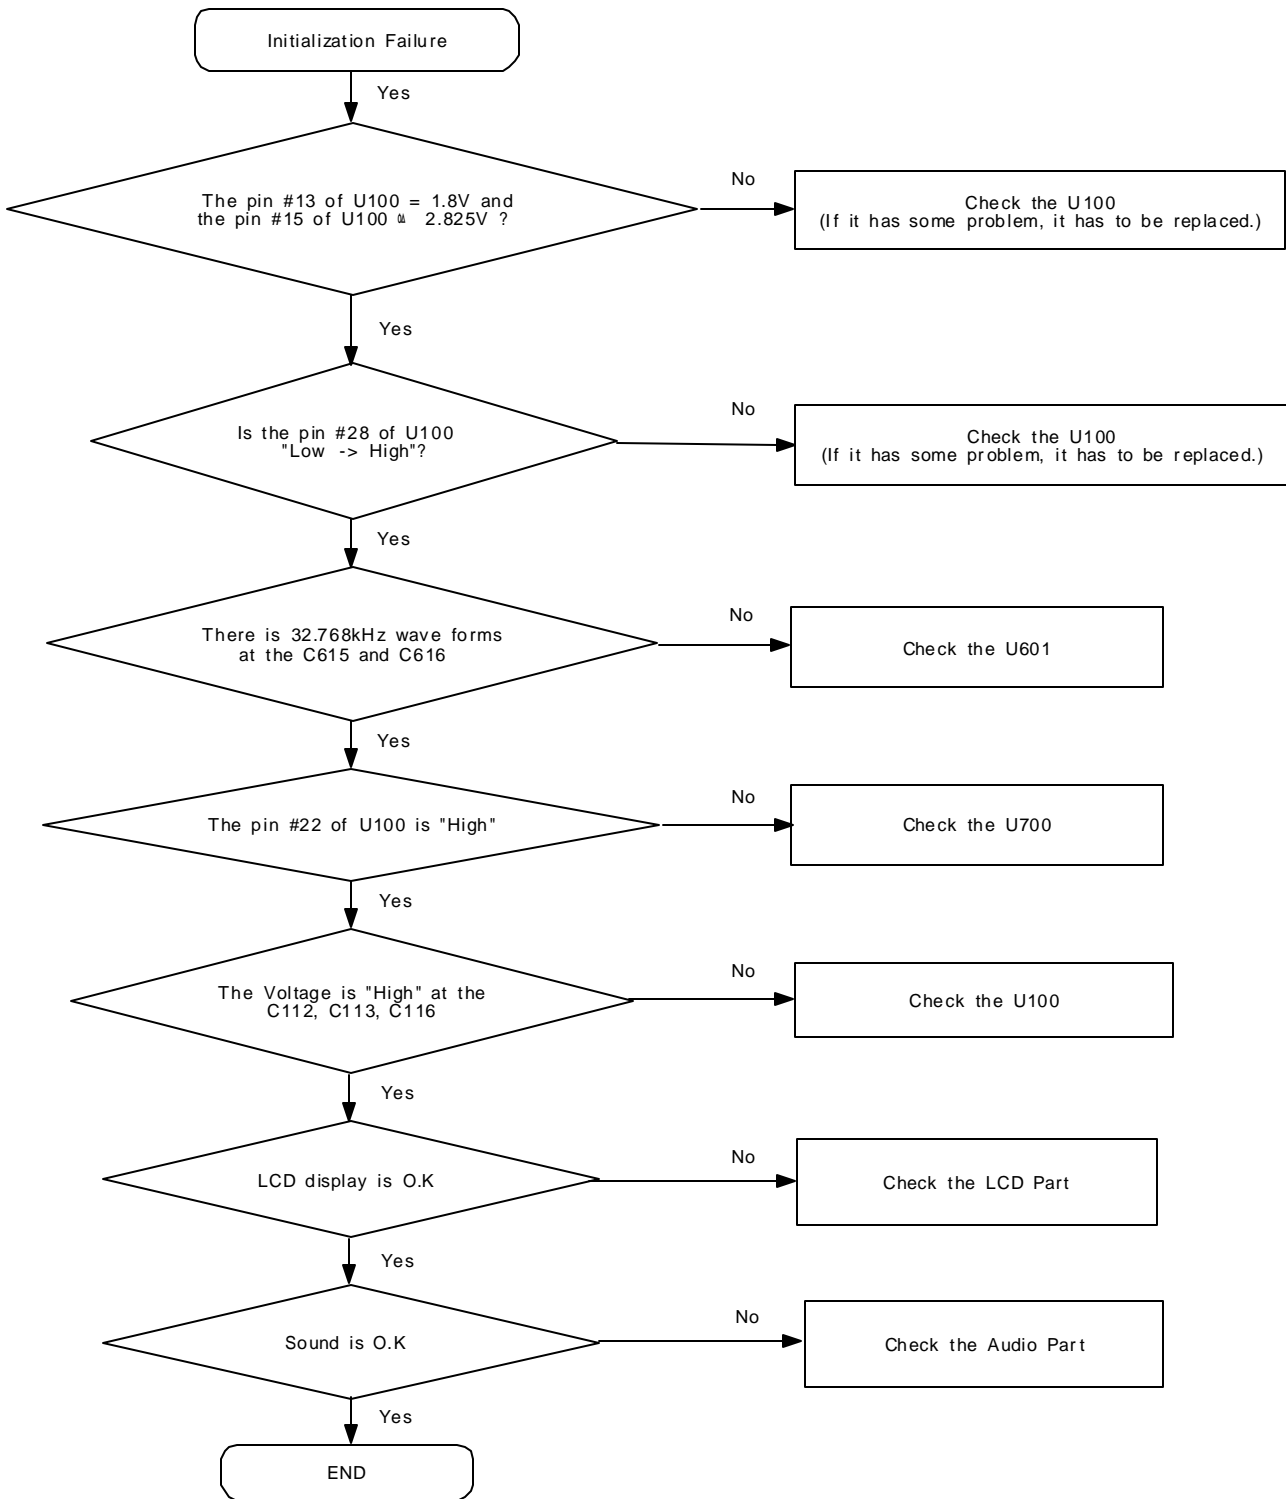 Initialization Failure
Yes
The pin #13 of U100 = 1.8V and
the pin #15 of U100 2.825V ?
No
Check the U100
(If it has some problem, it has to be replaced.)
Yes
Is the pin #28 of U100
"Low -> High"?
No
Check the U100
(If it has some problem, it has to be replaced.)
Yes
There is 32.768kHz wave forms
at the C615 and C616
No
Check the U601
Yes
The pin #22 of U100 is "High"
No
Check the U700
Yes
The Voltage is "High" at the
C112, C113, C116
No
Check the U100
Yes
LCD display is O.K
No
Check the LCD Part
Yes
Sound is O.K
No
Check the Audio Part
Yes
END